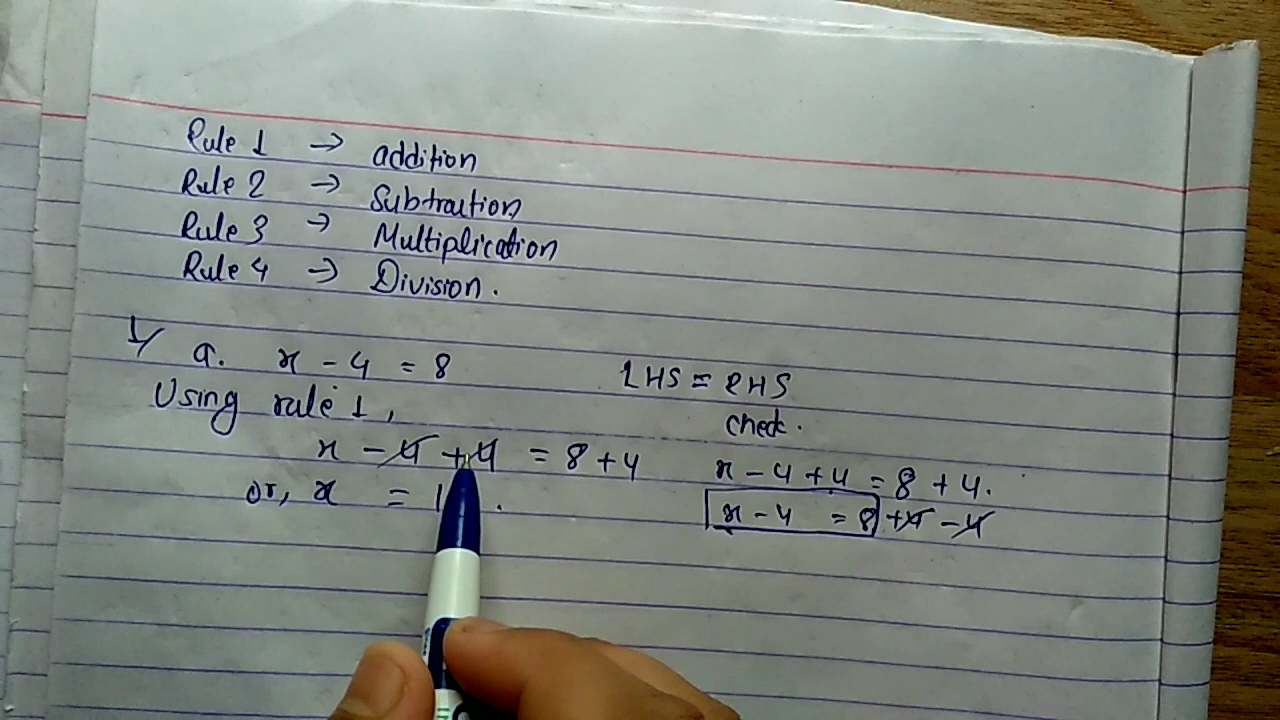 Rule 1 → addition
Rule 2 → Subtraction
Rule 3 → Multiplication
Rule 4 → Division.
1/ a. x - 4 = 8
Using rule 1,
x - 4 + 4 = 8 + 4
or, x = 1 .
LHS = RHS
check.
x - 4 + 4 = 8 + 4.
x - 4 = 8 + 4 - 4